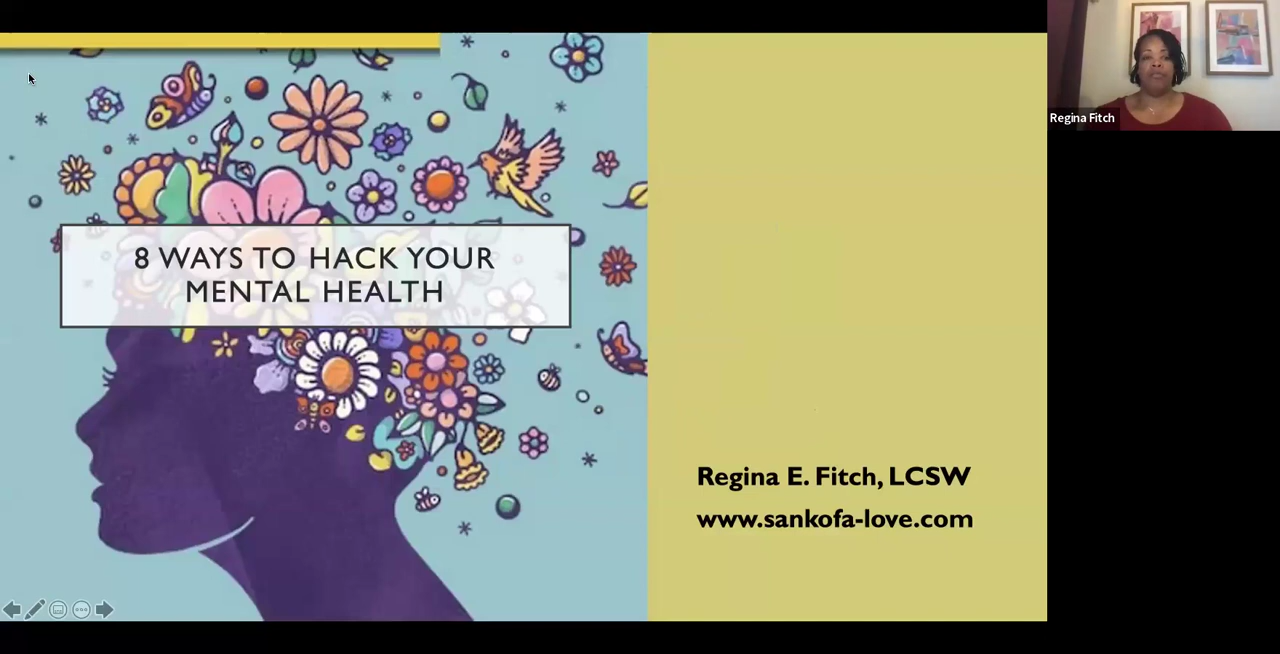 8 WAYS TO HACK YOUR
MENTAL HEALTH
Regina E. Fitch, LCSW
www.sankofa-love.com
Regina Fitch